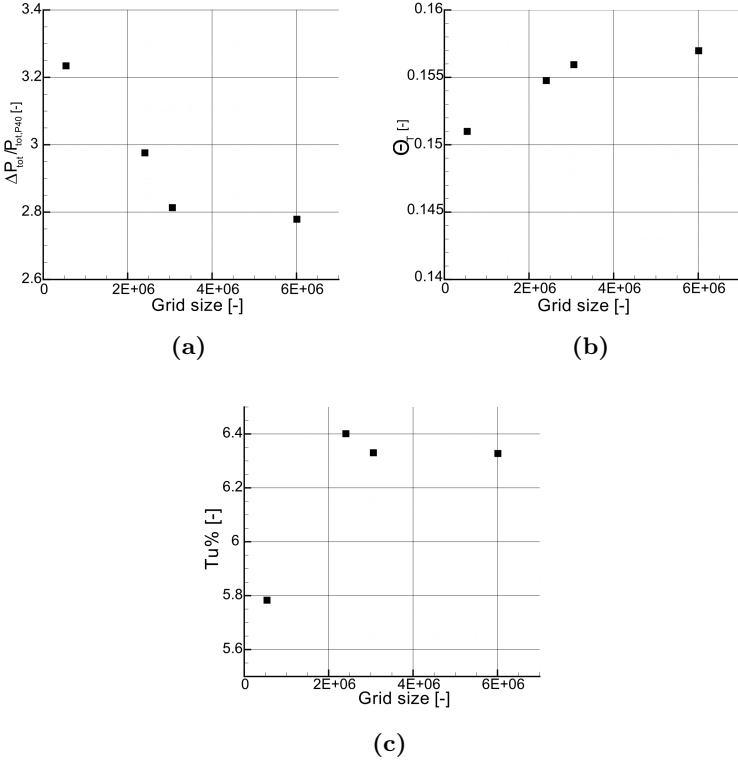 3.4
3.2
3
2.8
2.6
0 2E+06 4E+06 6E+06
Grid size [-]
ΔP tot /P tot,P40 [-]
(a)
0.16
0.155
0.15
0.145
0.14
0 2E+06 4E+06 6E+06
Grid size [-]
Θ T [-]
(b)
6.4
6.2
6
5.8
5.6
0 2E+06 4E+06 6E+06
Grid size [-]
Tu% [-]
(c)